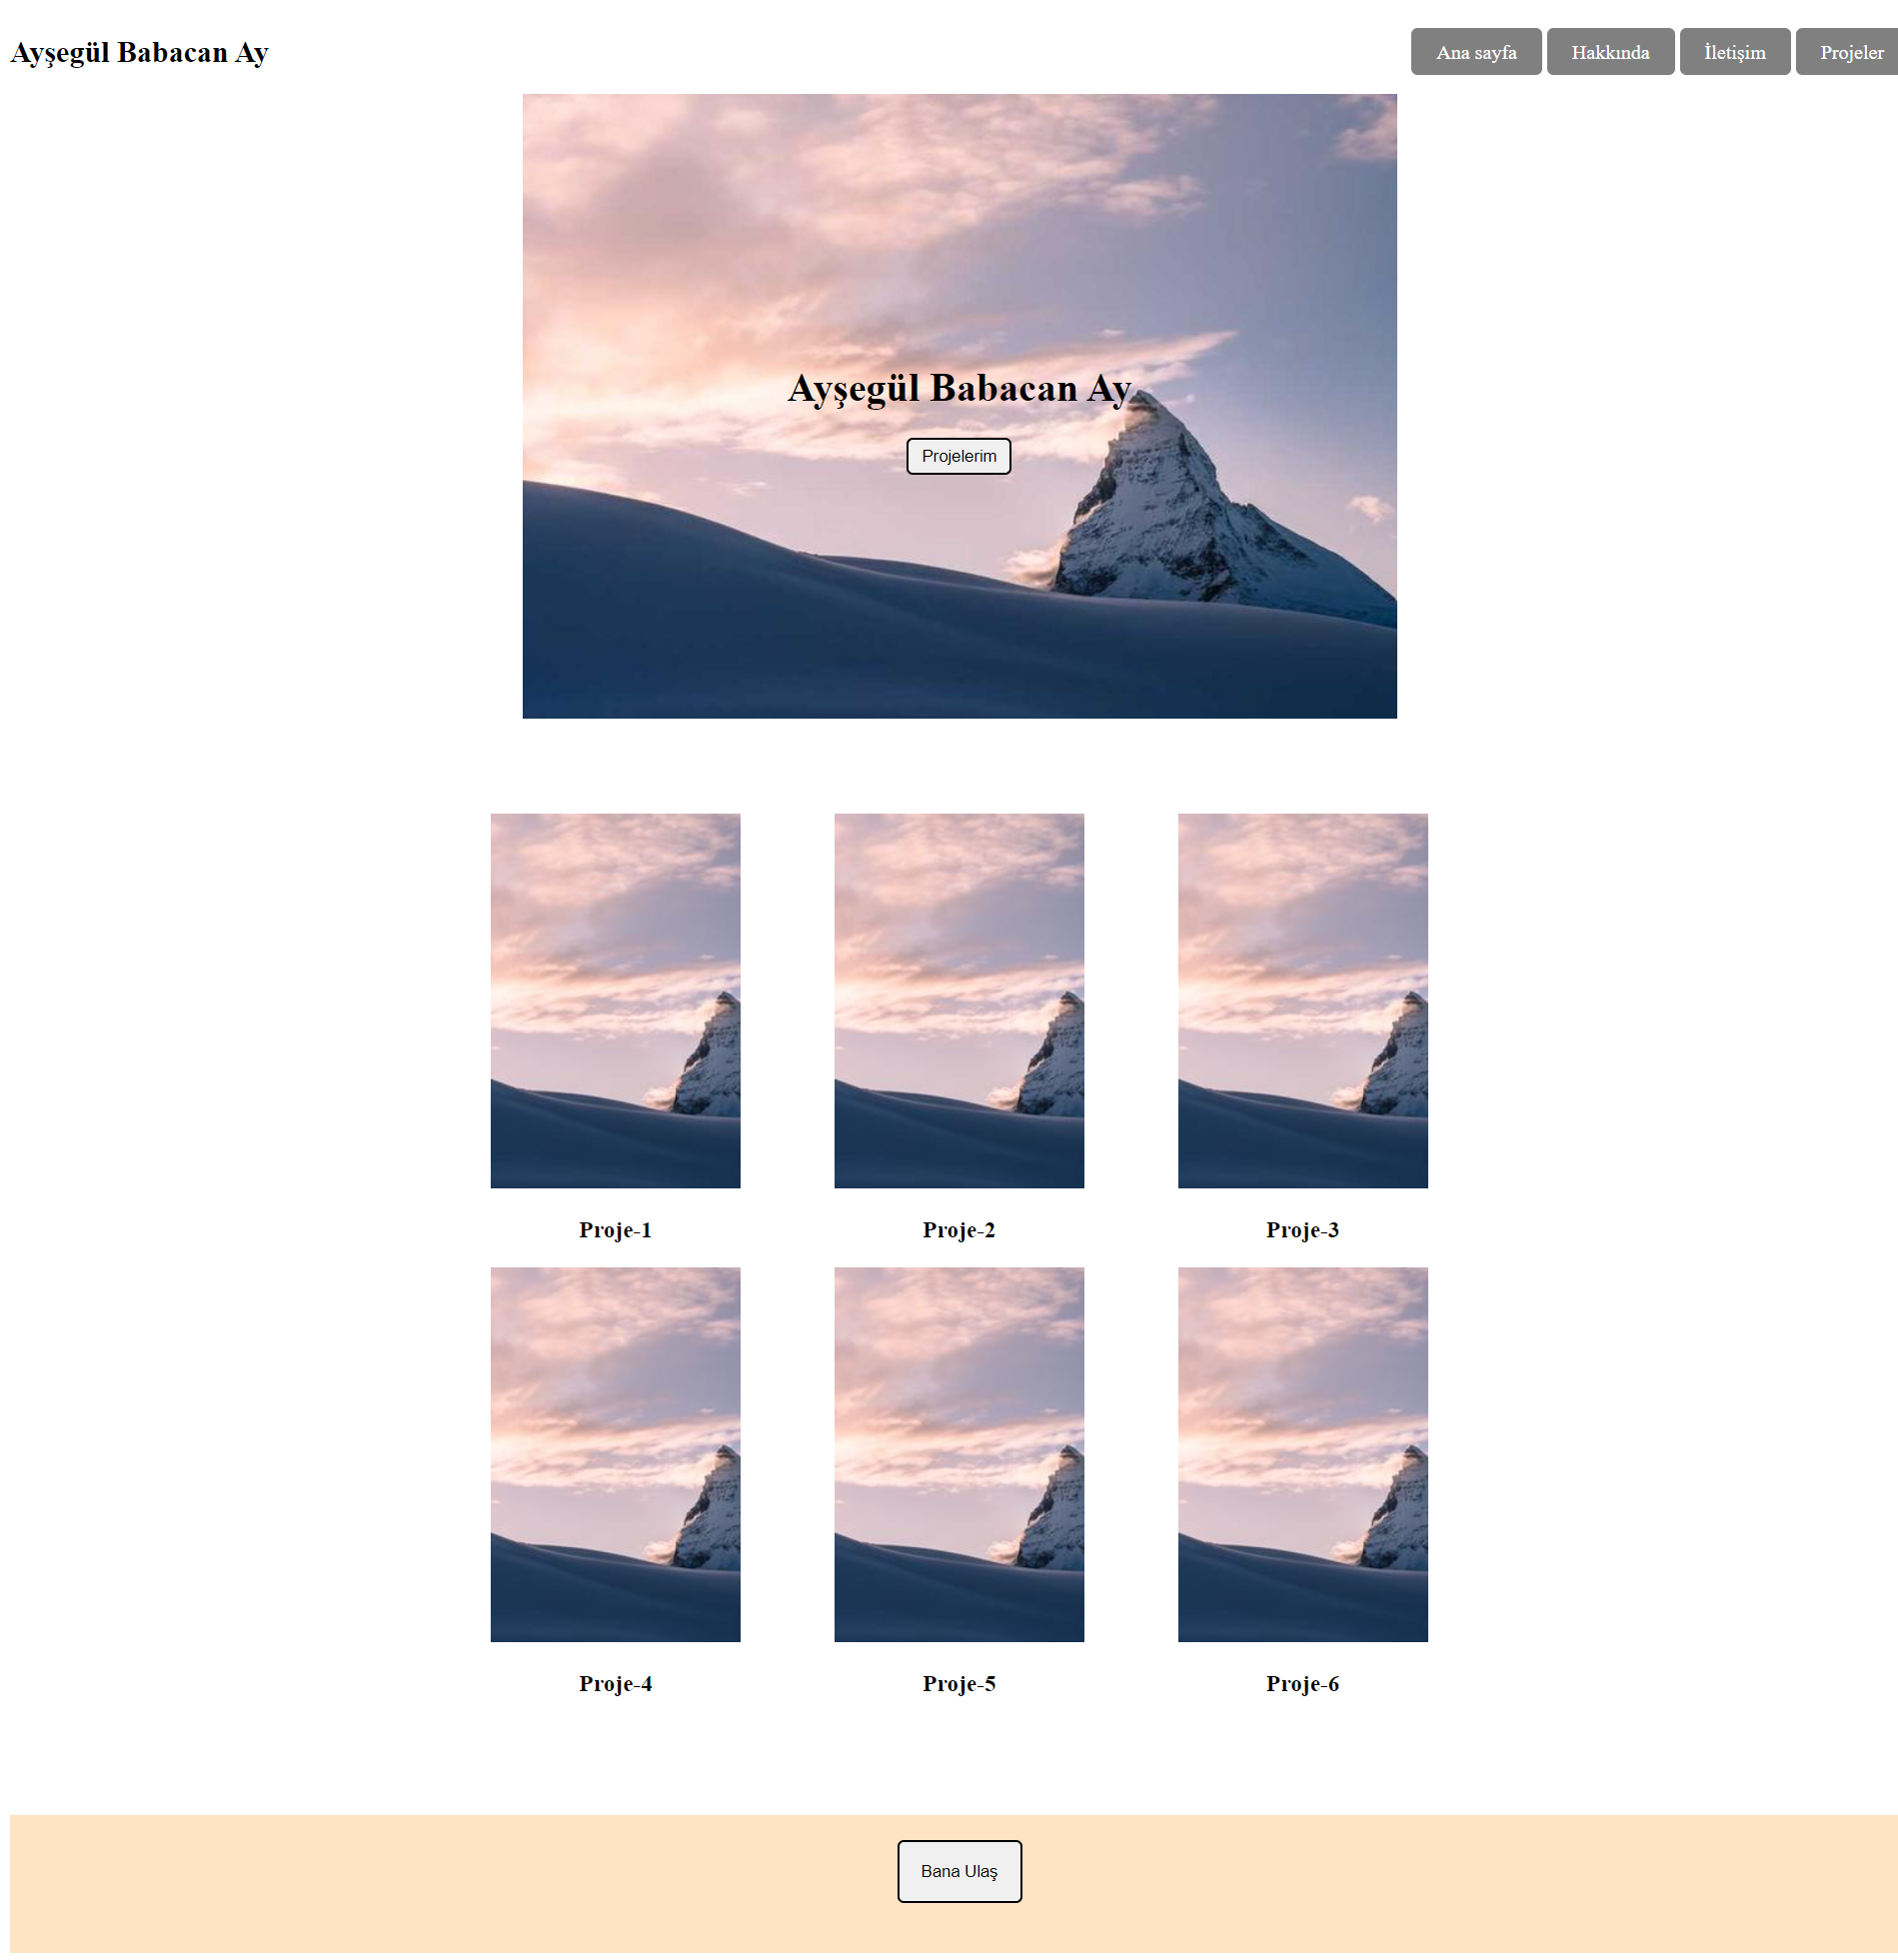 Ayşegül Babacan Ay
Ana sayfa Hakkında İletişim Projeler
Ayşegül Babacan Ay
Projelerim
Proje-1 Proje-2 Proje-3
Proje-4 Proje-5 Proje-6
Bana Ulaş